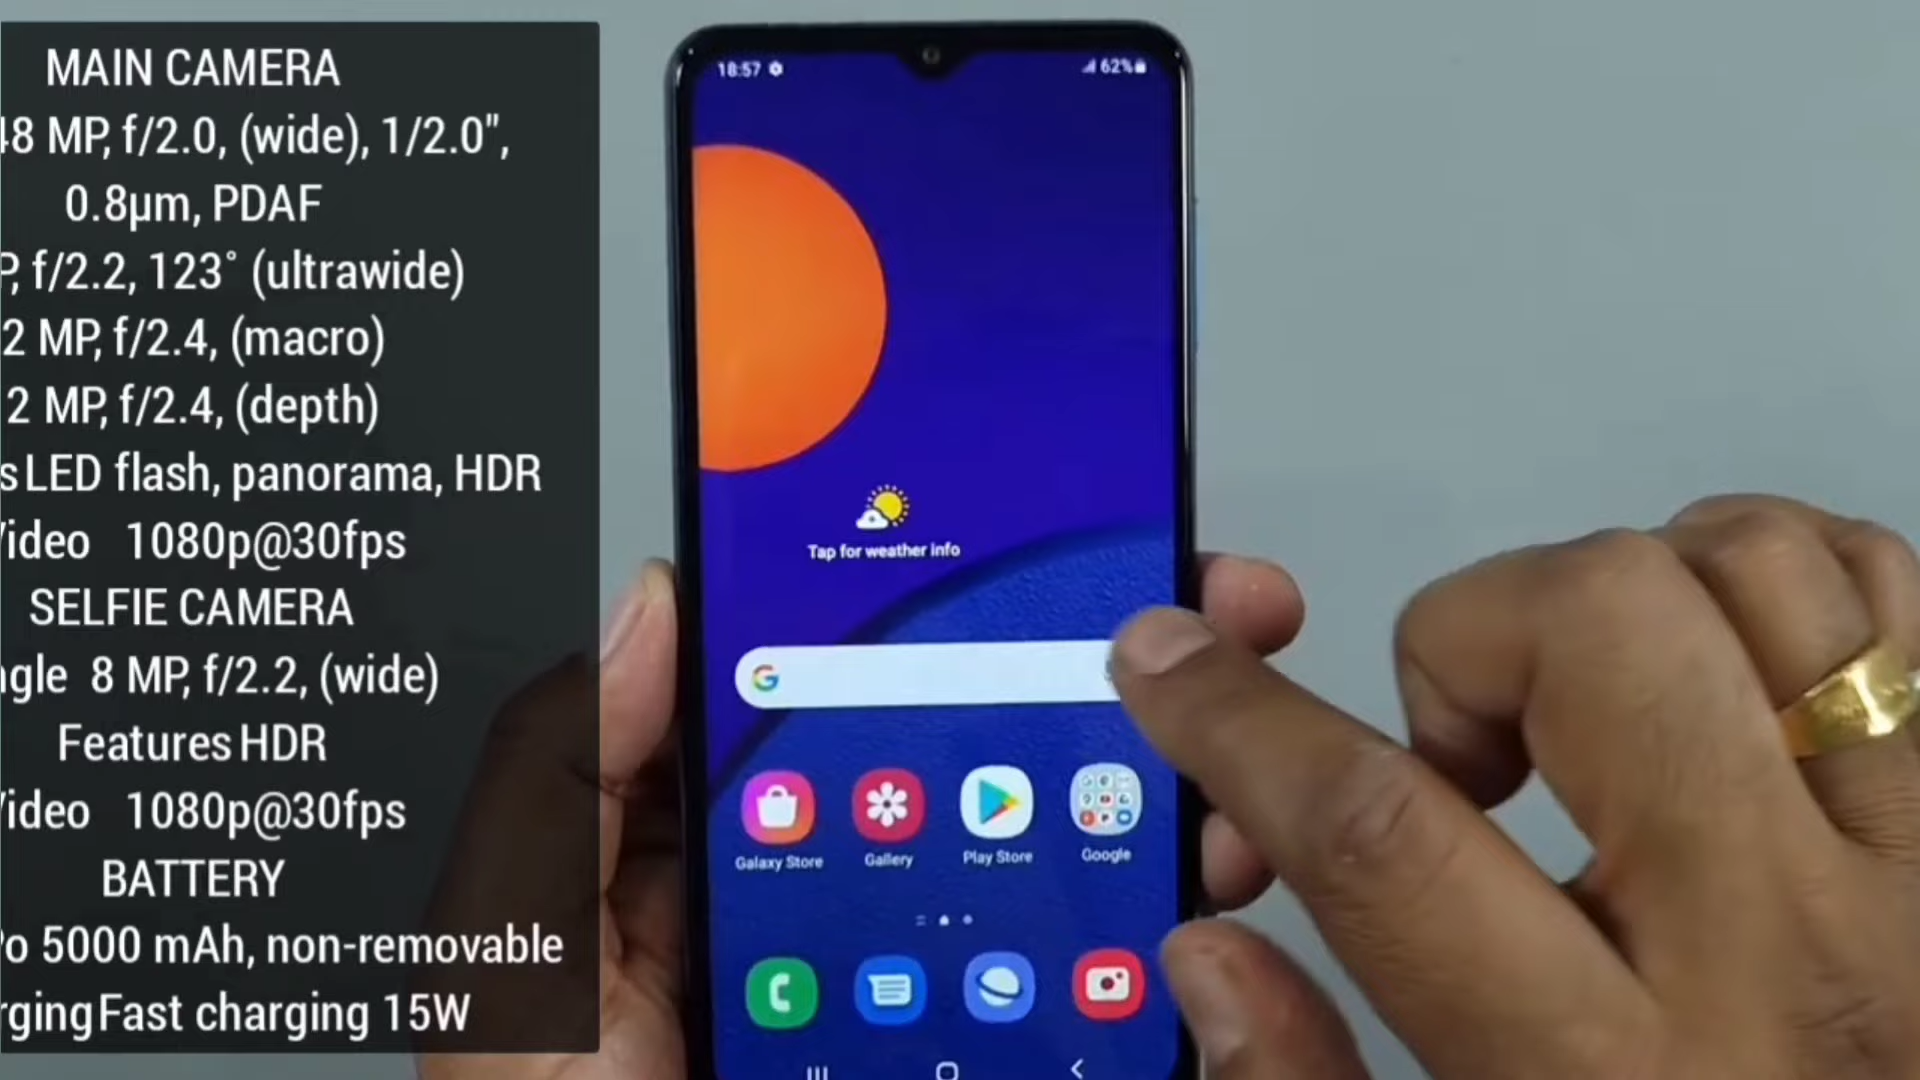 MAIN CAMERA
48 MP, f/2.0, (wide), 1/2.0",
0.8µm, PDAF
P, f/2.2, 123˚ (ultrawide)
2 MP, f/2.4, (macro)
2 MP, f/2.4, (depth)
s LED flash, panorama, HDR
ideo 1080p@30fps
SELFIE CAMERA
ngle 8 MP, f/2.2, (wide)
Features HDR
ideo 1080p@30fps
BATTERY
Po 5000 mAh, non-removable
rging Fast charging 15W
18:57
62%
Tap for weather info
G
Galaxy Store
Gallery
Play Store
Google